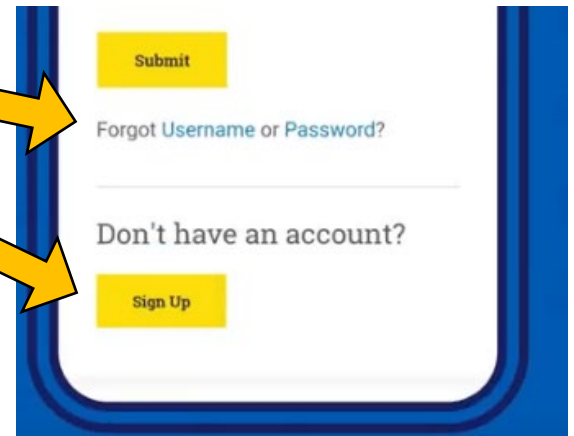 Submit
Forgot Username or Password?
Don't have an account?
Sign Up